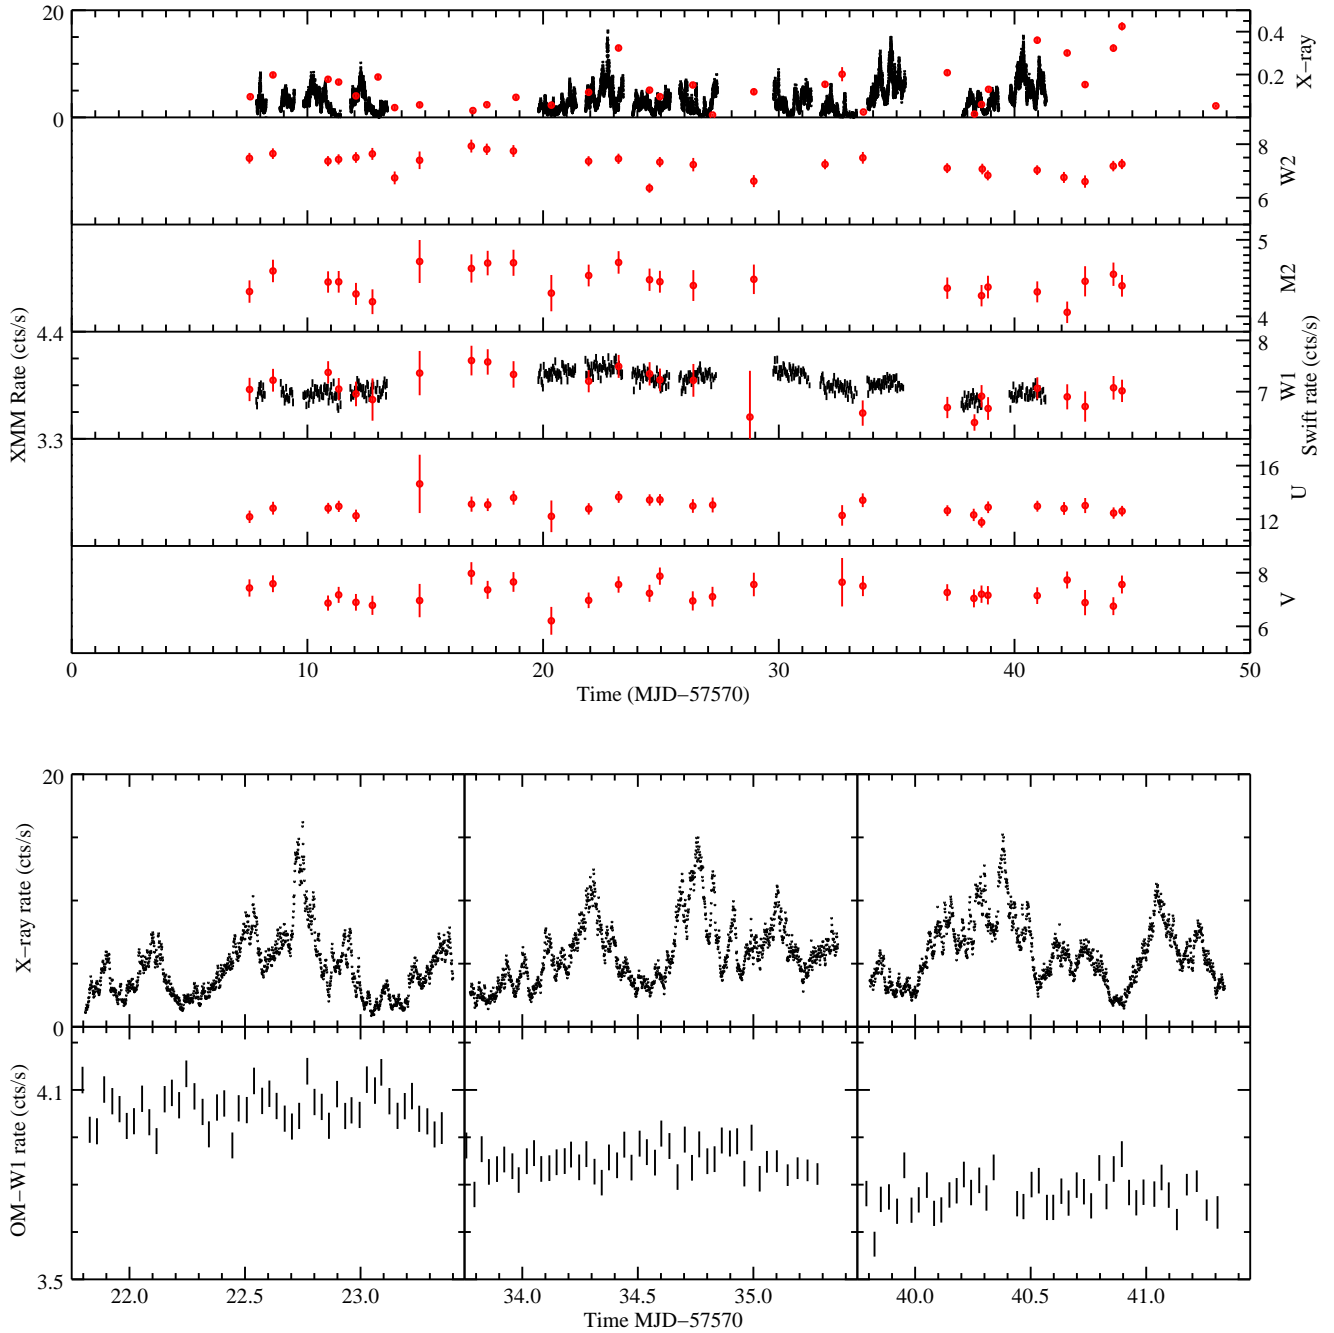 20
0
0.4
0.2
X−ray
8
6
W2
5
4
M2
4.4
3.3
8
7
W1
16
12
U
8
6
V
XMM Rate (cts/s)
Swift rate (cts/s)
0 10 20 30 40 50
Time (MJD−57570)
20
0
X−ray rate (cts/s)
4.1
3.5
OM−W1 rate (cts/s)
22.0 22.5 23.0 34.0 34.5 35.0 40.0 40.5 41.0
Time MJD−57570